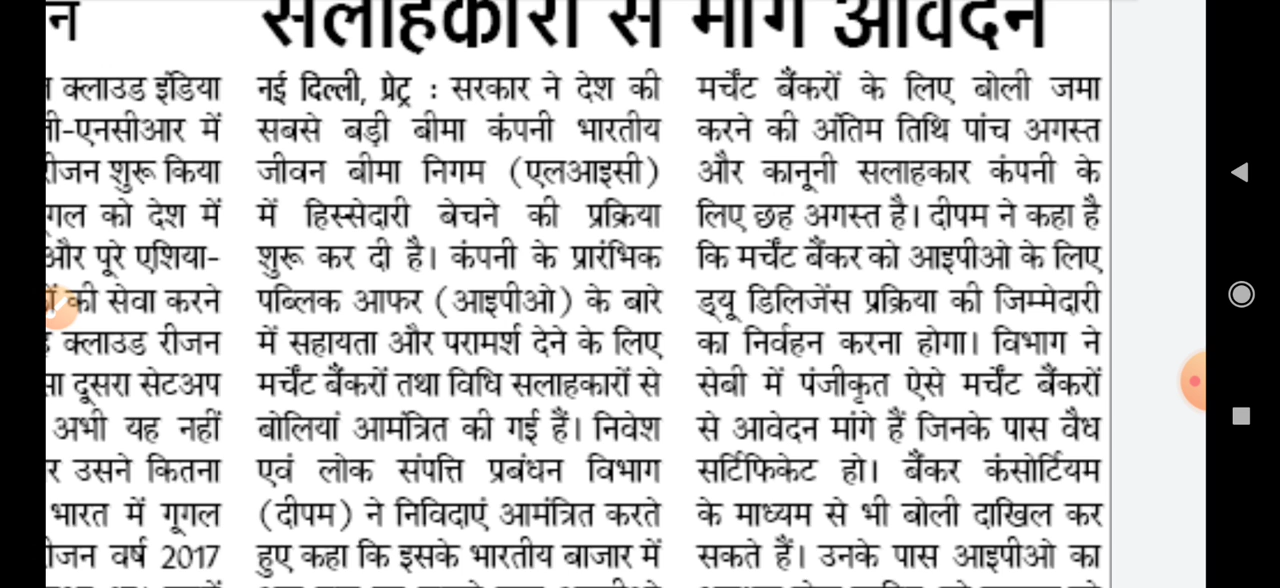 न
सलाहकारों से मांगे आवेदन
क्लाउड इंडिया
-एनसीआर में
शुरू किया
को देश में
और पूरे एशिया-
की सेवा करने
क्लाउड रीजन
दूसरा सेटअप
अभी यह नहीं
उसने कितना
भारत में गूगल
वर्ष 2017
नई दिल्ली, प्रेट्र : सरकार ने देश की
सबसे बड़ी बीमा कंपनी भारतीय
जीवन बीमा निगम (एलआइसी)
में हिस्सेदारी बेचने की प्रक्रिया
शुरू कर दी है। कंपनी के प्रारंभिक
पब्लिक आफर (आइपीओ) के बारे
में सहायता और परामर्श देने के लिए
मर्चेंट बैंकरों तथा विधि सलाहकारों से
बोलियां आमंत्रित की गई हैं। निवेश
एवं लोक संपत्ति प्रबंधन विभाग
(दीपम) ने निविदाएं आमंत्रित करते
हुए कहा कि इसके भारतीय बाजार में
मर्चेंट बैंकरों के लिए बोली जमा
करने की अंतिम तिथि पांच अगस्त
और कानूनी सलाहकार कंपनी के
लिए छह अगस्त है। दीपम ने कहा है
कि मर्चेंट बैंकर को आइपीओ के लिए
ड्यू डिलिजेंस प्रक्रिया की जिम्मेदारी
का निर्वहन करना होगा। विभाग ने
सेबी में पंजीकृत ऐसे मर्चेंट बैंकरों
से आवेदन मांगे हैं जिनके पास वैध
सर्टिफिकेट हो। बैंकर कंसोर्टियम
के माध्यम से भी बोली दाखिल कर
सकते हैं। उनके पास आइपीओ का